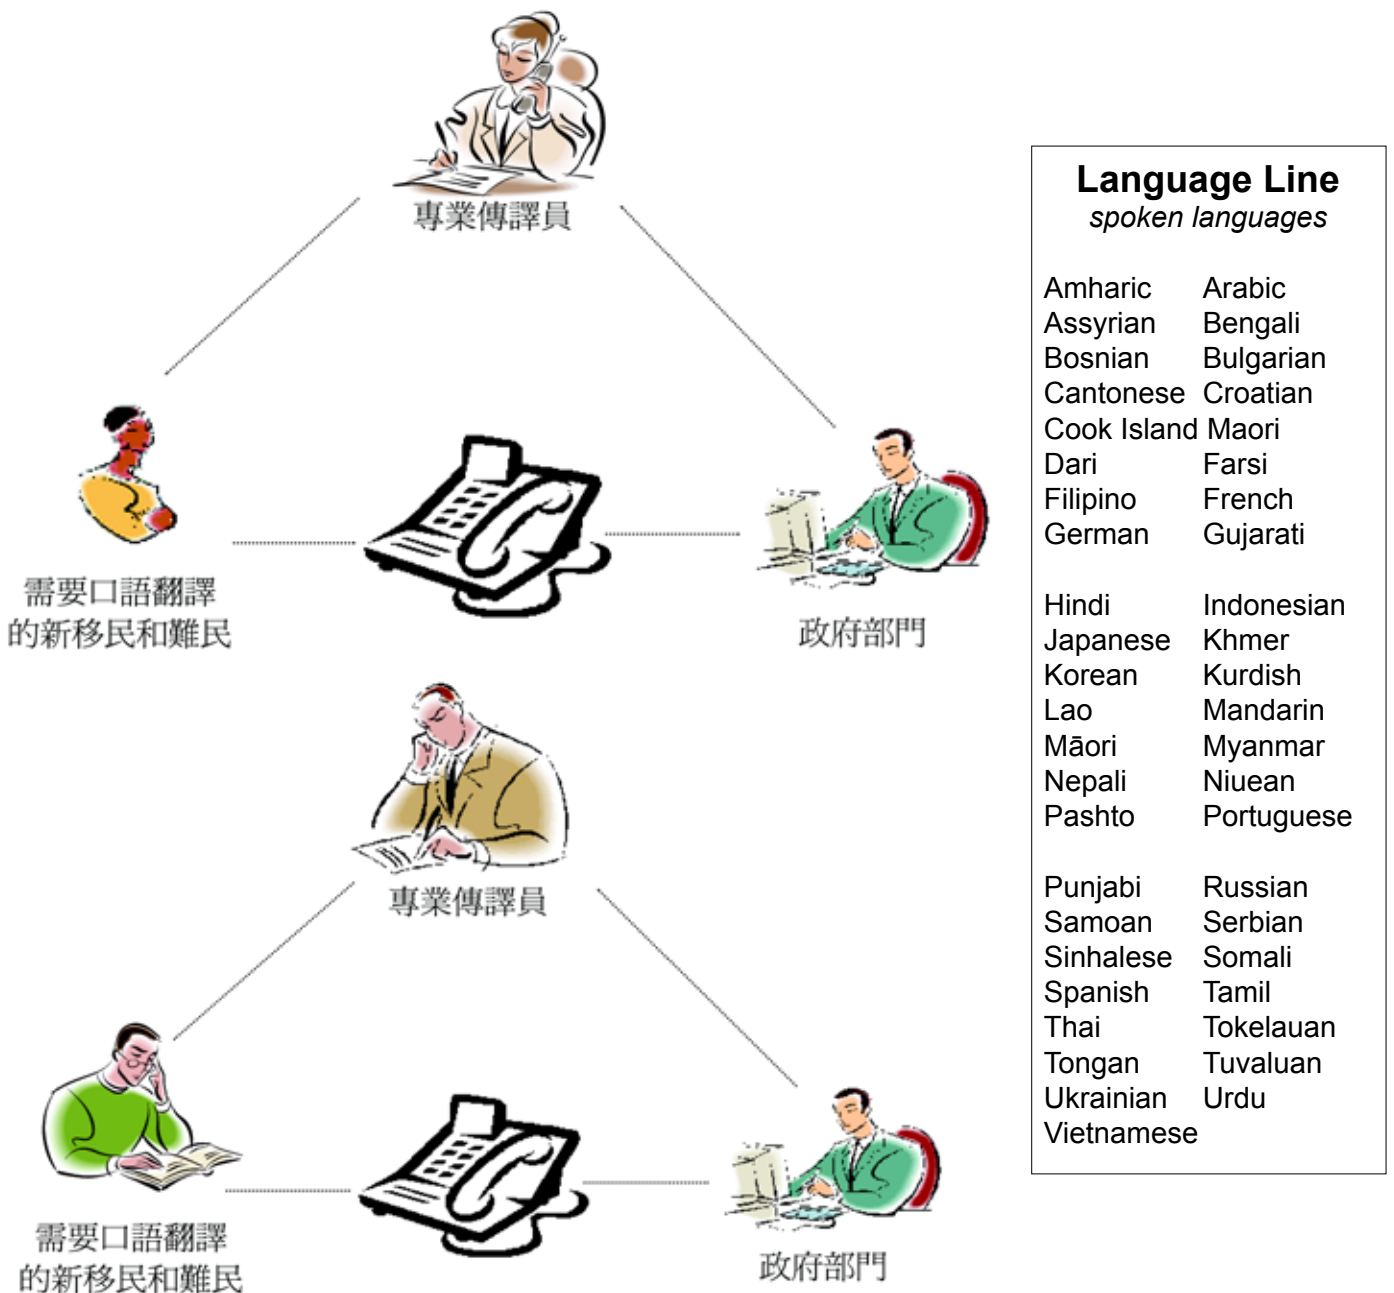 專業傳譯員
需要口語翻譯
的新移民和難民
政府部門
專業傳譯員
需要口語翻譯
的新移民和難民
政府部門
Language Line
spoken languages
Amharic Arabic
Assyrian Bengali
Bosnian Bulgarian
Cantonese Croatian
Cook Island Maori
Dari Farsi
Filipino French
German Gujarati
Hindi Indonesian
Japanese Khmer
Korean Kurdish
Lao Mandarin
Māori Myanmar
Nepali Niuean
Pashto Portuguese
Punjabi Russian
Samoan Serbian
Sinhalese Somali
Spanish Tamil
Thai Tokelauan
Tongan Tuvaluan
Ukrainian Urdu
Vietnamese